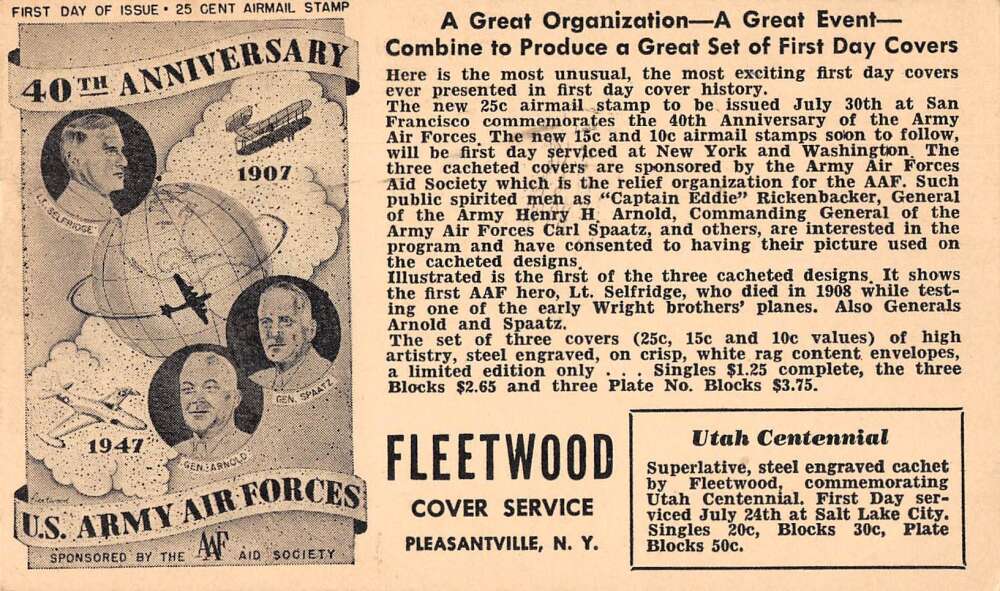 FIRST DAY OF ISSUE • 25 CENT AIRMAIL STAMP
40TH ANNIVERSARY
1907
LT. SELFRIDGE
GEN. SPAATZ
GEN. ARNOLD
1947
Fleetwood
U.S. ARMY AIR FORCES
SPONSORED BY THE AAF AID SOCIETY
A Great Organization—A Great Event—
Combine to Produce a Great Set of First Day Covers
Here is the most unusual, the most exciting first day covers
ever presented in first day cover history.
The new 25c airmail stamp to be issued July 30th at San
Francisco commemorates the 40th Anniversary of the Army
Air Forces. The new 15c and 10c airmail stamps soon to follow,
will be first day serviced at New York and Washington. The
three cacheted covers are sponsored by the Army Air Forces
Aid Society which is the relief organization for the AAF. Such
public spirited men as "Captain Eddie" Rickenbacker, General
of the Army Henry H. Arnold, Commanding General of the
Army Air Forces Carl Spaatz, and others, are interested in the
program and have consented to having their picture used on
the cacheted designs.
Illustrated is the first of the three cacheted designs. It shows
the first AAF hero, Lt. Selfridge, who died in 1908 while test-
ing one of the early Wright brothers' planes. Also Generals
Arnold and Spaatz.
The set of three covers (25c, 15c and 10c values) of high
artistry, steel engraved, on crisp, white rag content envelopes,
a limited edition only . . . Singles $1.25 complete, the three
Blocks $2.65 and three Plate No. Blocks $3.75.
FLEETWOOD
COVER SERVICE
PLEASANTVILLE, N. Y.
Utah Centennial
Superlative, steel engraved cachet
by Fleetwood, commemorating
Utah Centennial. First Day ser-
viced July 24th at Salt Lake City.
Singles 20c, Blocks 30c, Plate
Blocks 50c.